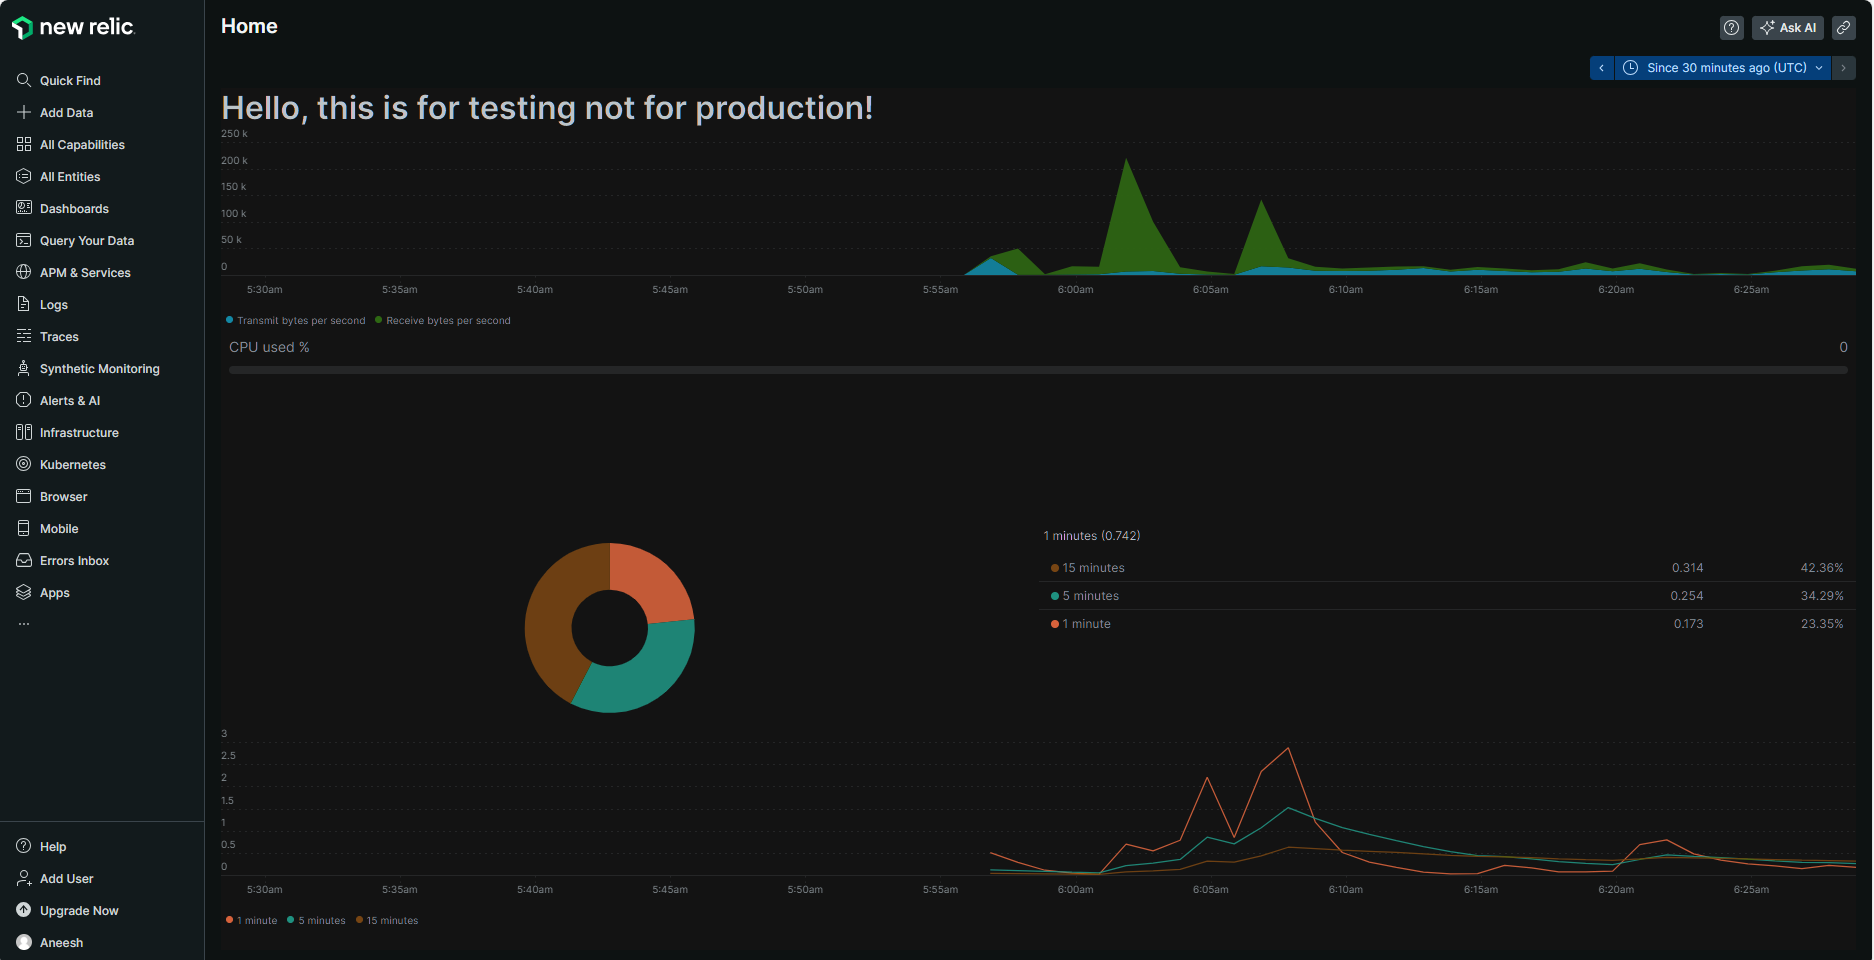 new relic.
Home
Ask AI
Since 30 minutes ago (UTC)
Quick Find
Add Data
All Capabilities
All Entities
Dashboards
Query Your Data
APM & Services
Logs
Traces
Synthetic Monitoring
Alerts & AI
Infrastructure
Kubernetes
Browser
Mobile
Errors Inbox
Apps
...
Help
Add User
Upgrade Now
Aneesh
Hello, this is for testing not for production!
250 k
200 k
150 k
100 k
50 k
0
5:30am 5:35am 5:40am 5:45am 5:50am 5:55am 6:00am 6:05am 6:10am 6:15am 6:20am 6:25am
Transmit bytes per second Receive bytes per second
CPU used % 0
1 minutes (0.742)
15 minutes 0.314 42.36%
5 minutes 0.254 34.29%
1 minute 0.173 23.35%
3
2.5
2
1.5
1
0.5
0
5:30am 5:35am 5:40am 5:45am 5:50am 5:55am 6:00am 6:05am 6:10am 6:15am 6:20am 6:25am
1 minute 5 minutes 15 minutes